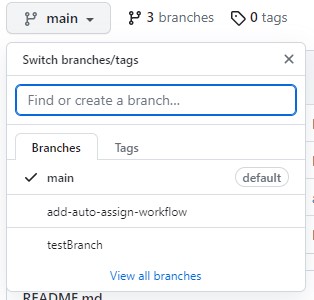 main
3 branches
0 tags
Switch branches/tags
Find or create a branch...
Branches
Tags
main
default
add-auto-assign-workflow
testBranch
View all branches
README.md